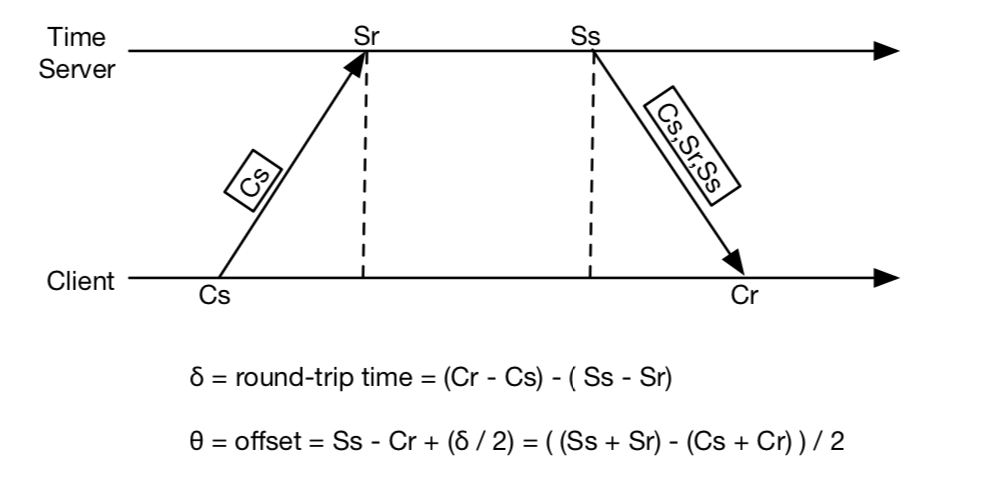 Time
Server
Sr
Ss
Cs
Cs,Sr,Ss
Client
Cs
Cr
δ = round-trip time = (Cr - Cs) - ( Ss - Sr)
θ = offset = Ss - Cr + (δ / 2) = ( (Ss + Sr) - (Cs + Cr) ) / 2